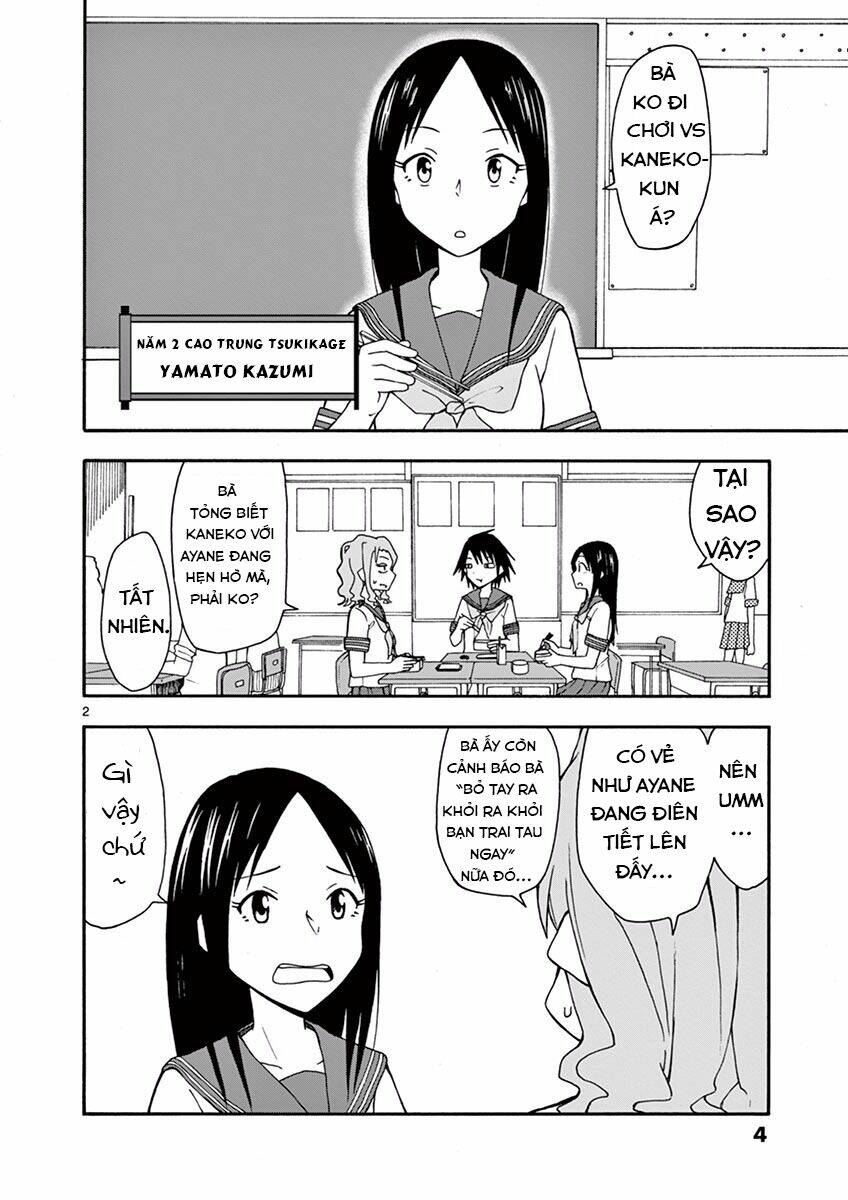 BÀ
KO ĐI
CHƠI VS
KANEKO-
KUN
Á?
NĂM 2 CAO TRUNG TSUKIKAGE
YAMATO KAZUMI
TẠI
SAO
VẬY?
BÀ
TỎNG BIẾT
KANEKO VỚI
AYANE ĐANG
HẸN HỞ MÀ,
PHẢI KO?
TẤT
NHIÊN.
2
NÊN
UMM
...
CÓ VẺ
NHƯ AYANE
ĐANG ĐIÊN
TIẾT LÊN
ĐẤY...
BÀ ẤY CÒN
CẢNH BÁO BÀ
"BỎ TAY RA
KHỎI RA KHỎI
BẠN TRAI TAU
NGAY"
NỮA ĐÓ...
Gì
vậy
chứ
~
4